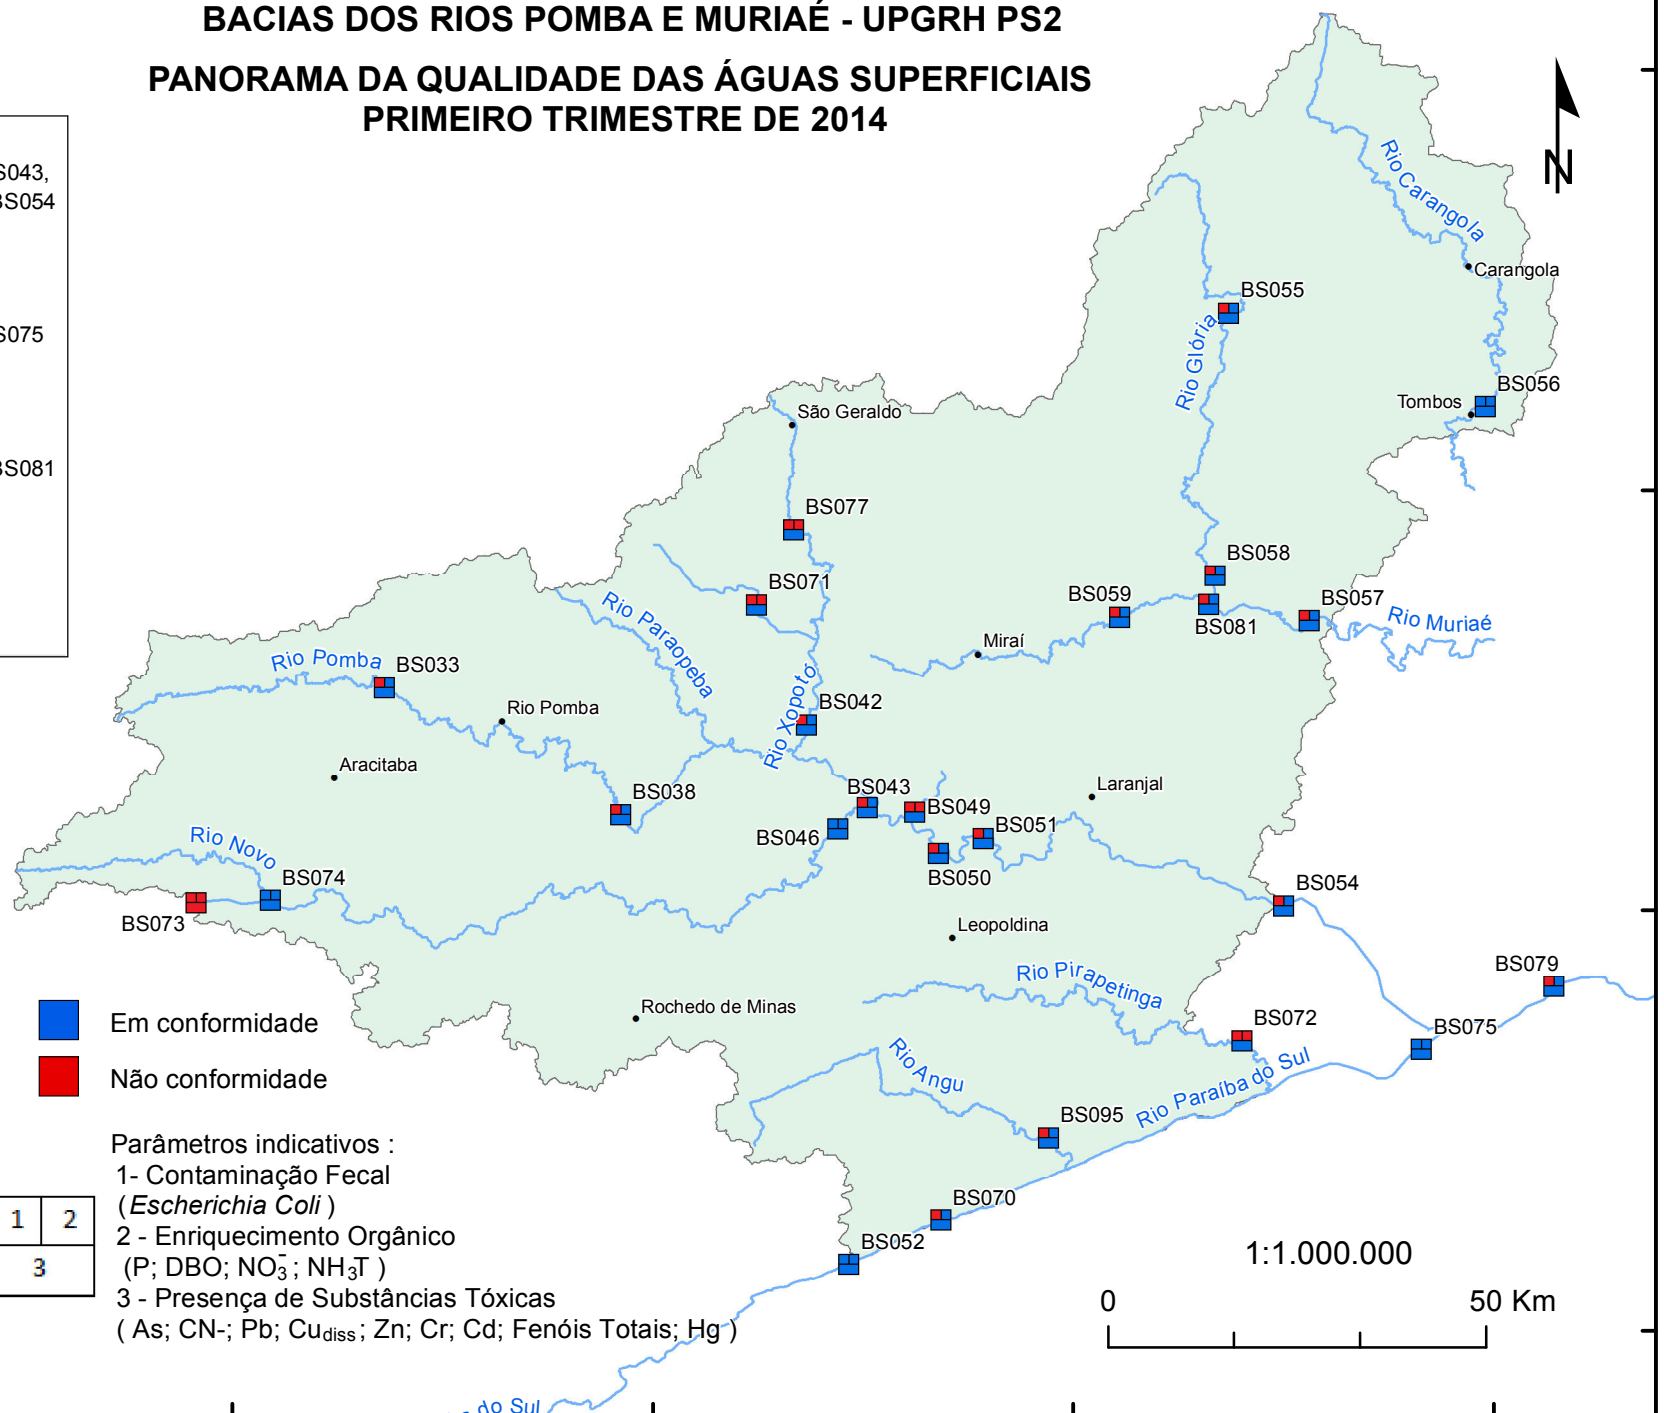 BACIAS DOS RIOS POMBA E MURIAÉ - UPGRH PS2
PANORAMA DA QUALIDADE DAS ÁGUAS SUPERFICIAIS
PRIMEIRO TRIMESTRE DE 2014
S043,
BS054
S075
BS081
N
Rio Carangola
Carangola
BS055
Rio Glória
BS056
Tombos
São Geraldo
BS077
BS071
BS058
BS059
BS081
BS057
Rio Muriaé
Rio Paraopeba
Miraí
Rio Pomba
BS033
Rio Pomba
Rio Xopotó
BS042
Aracitaba
BS038
BS043
BS049
Laranjal
BS046
BS051
BS050
Rio Novo
BS074
BS073
BS054
Leopoldina
BS079
Rio Pirapetinga
Rochedo de Minas
BS072
BS075
Rio Angu
Rio Paraíba do Sul
BS095
BS070
BS052
Em conformidade
Não conformidade
Parâmetros indicativos :
1- Contaminação Fecal
(Escherichia Coli )
2 - Enriquecimento Orgânico
(P; DBO; NO₃⁻; NH₃T )
3 - Presença de Substâncias Tóxicas
( As; CN-; Pb; Cu diss ; Zn; Cr; Cd; Fenóis Totais; Hg )
1 2
3
1:1.000.000
0 50 Km
do Sul